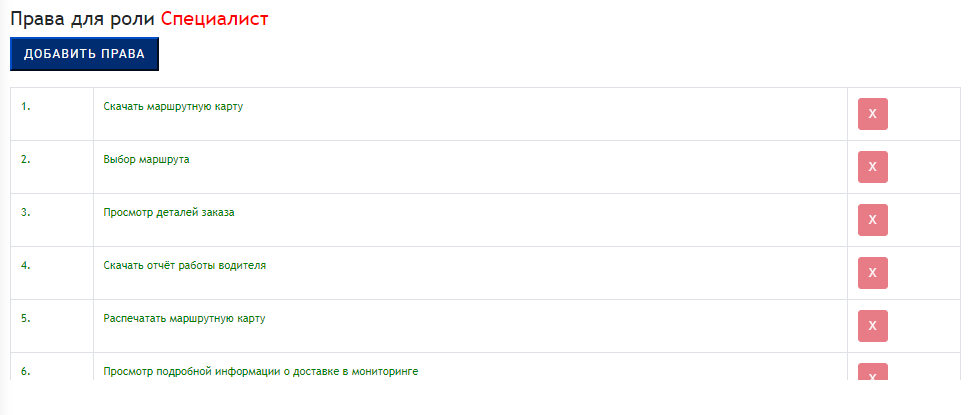 Права для роли Специалист
ДОБАВИТЬ ПРАВА
1. Скачать маршрутную карту X
2. Выбор маршрута X
3. Просмотр деталей заказа X
4. Скачать отчёт работы водителя X
5. Распечатать маршрутную карту X
6. Просмотр подробной информации о доставке в мониторинге X